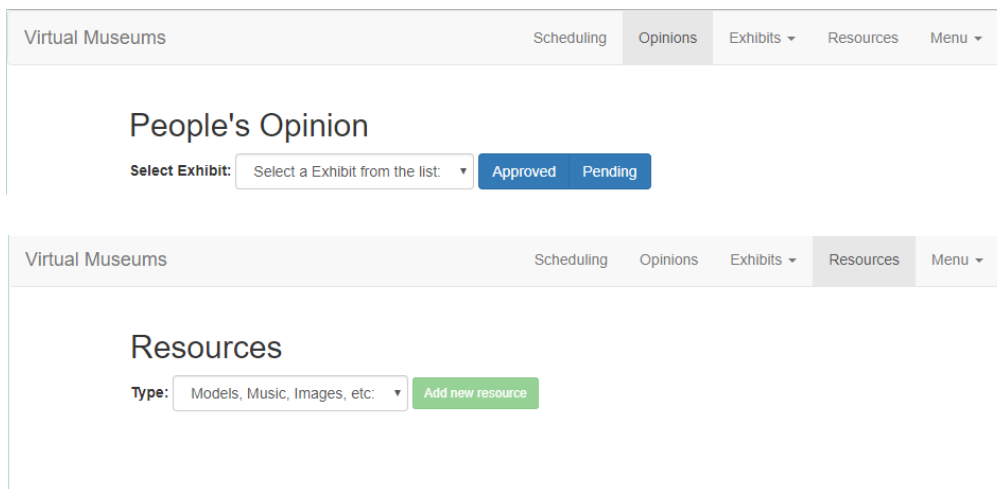 Virtual Museums Scheduling Opinions Exhibits Resources Menu
People's Opinion
Select Exhibit: Select a Exhibit from the list: Approved Pending
Virtual Museums Scheduling Opinions Exhibits Resources Menu
Resources
Type: Models, Music, Images, etc: Add new resource